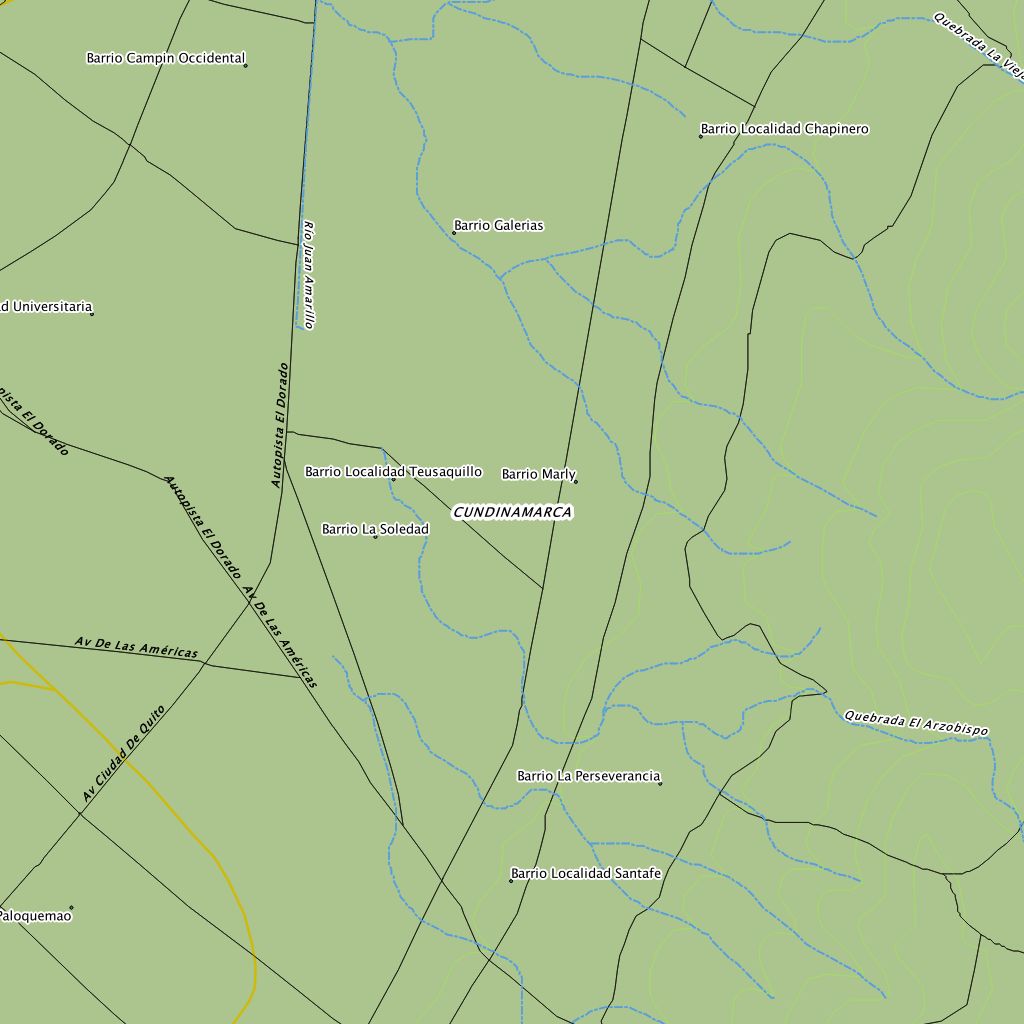 Quebrada La Vieja
Barrio Campin Occidental
Barrio Localidad Chapinero
Barrio Galerias
Río Juan Amarillo
d Universitaria
Autopista El Dorado
pista El Dorado
Barrio Localidad Teusaquillo
Barrio Marly
Autopista El Dorado
CUNDINAMARCA
Barrio La Soledad
Av De Las Américas
Av De Las Américas
Quebrada El Arzobispo
Av Ciudad De Quito
Barrio La Perseverancia
Barrio Localidad Santafe
Paloquemao